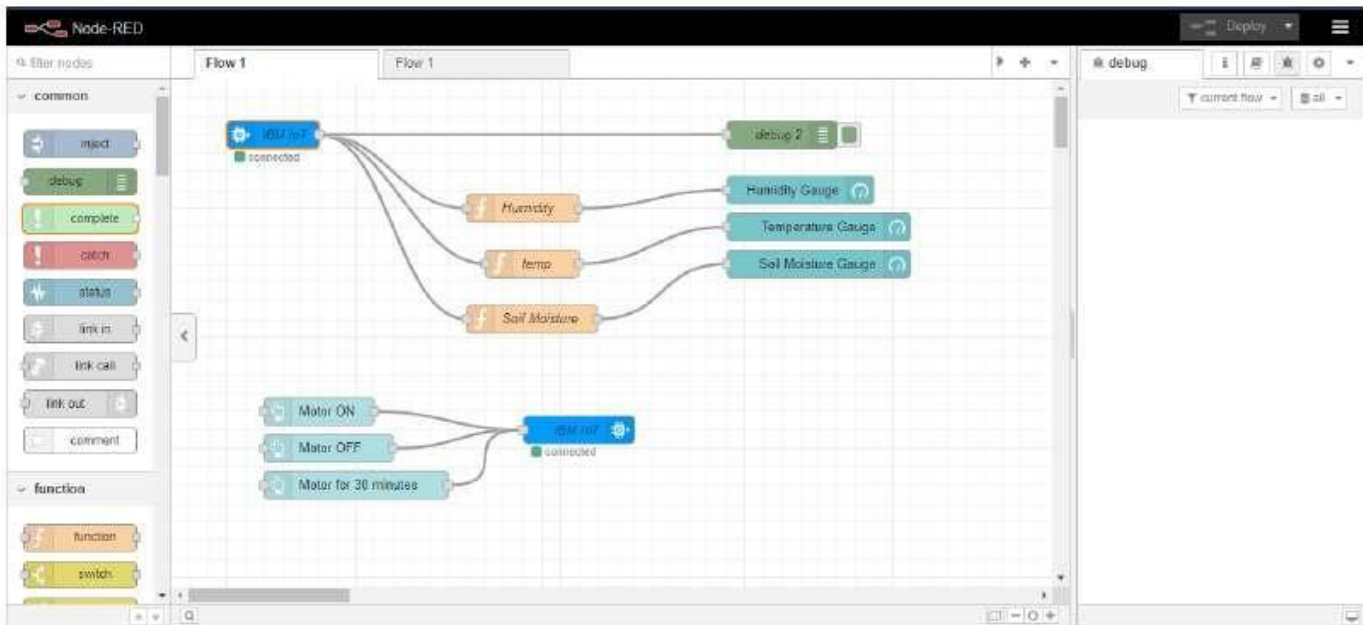 Node-RED
Deploy
filter nodes
Flow 1
Flow 1
debug
i
common
current flow
all
inject
debug
complete
catch
status
link in
link call
link out
comment
function
function
switch
IBM IoT
connected
debug 2
Humidity
Humidity Gauge
temp
Temperature Gauge
Soil Moisture
Soil Moisture Gauge
Motor ON
Motor OFF
Motor for 30 minutes
IBM IoT
connected